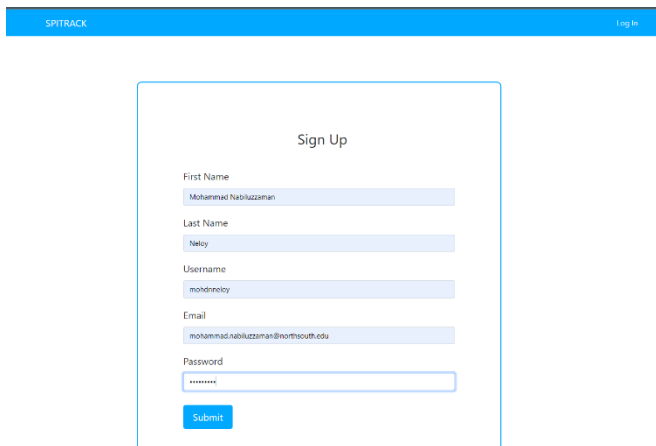 SPITRACK Log In
Sign Up
First Name
Mohammad Nabiluzzaman
Last Name
Neloy
Username
mohdnneloy
Email
mohammad.nabiluzzaman@northsouth.edu
Password
•••••••••
Submit